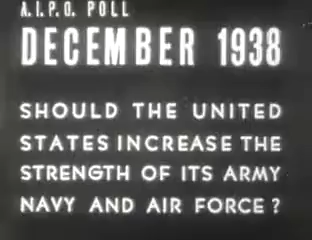 A.I.P.O. POLL
DECEMBER 1938
SHOULD THE UNITED
STATES INCREASE THE
STRENGTH OF ITS ARMY
NAVY AND AIR FORCE?